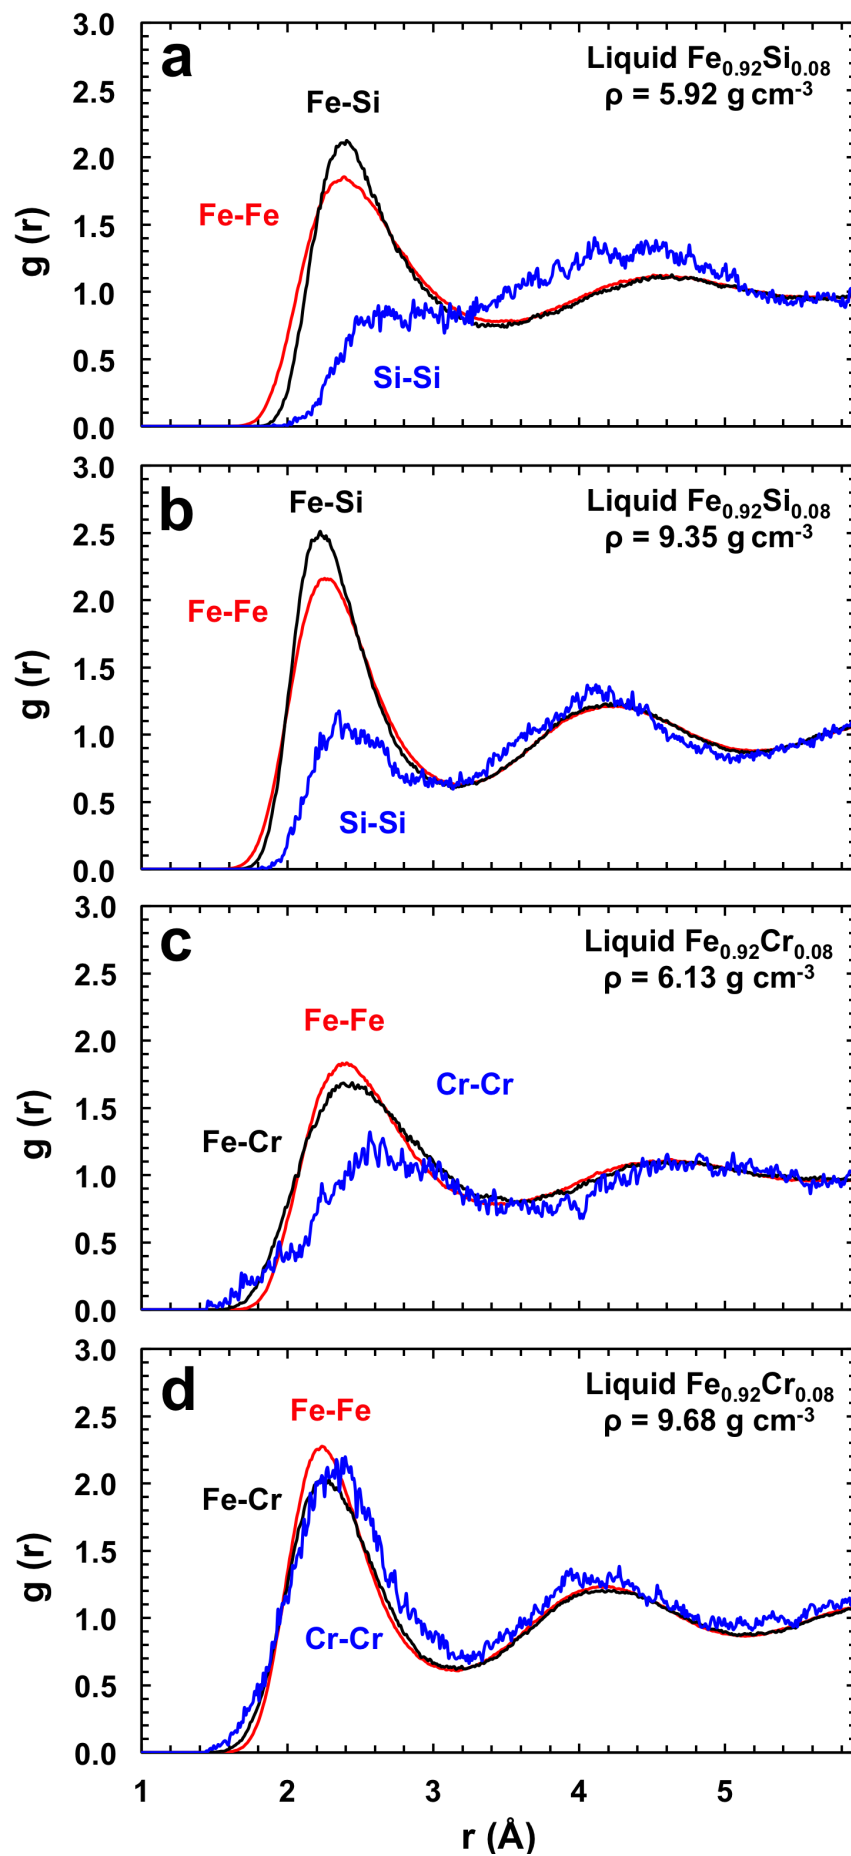 a
Liquid Fe0.92Si0.08
ρ = 5.92 g cm-3
Fe-Si
Fe-Fe
Si-Si
g (r)
3.0
2.5
2.0
1.5
1.0
0.5
0.0
b
Liquid Fe0.92Si0.08
ρ = 9.35 g cm-3
Fe-Si
Fe-Fe
Si-Si
g (r)
3.0
2.5
2.0
1.5
1.0
0.5
0.0
c
Liquid Fe0.92Cr0.08
ρ = 6.13 g cm-3
Fe-Fe
Cr-Cr
Fe-Cr
g (r)
3.0
2.5
2.0
1.5
1.0
0.5
0.0
d
Liquid Fe0.92Cr0.08
ρ = 9.68 g cm-3
Fe-Fe
Fe-Cr
Cr-Cr
g (r)
3.0
2.5
2.0
1.5
1.0
0.5
0.0
1 2 3 4 5
r (Å)